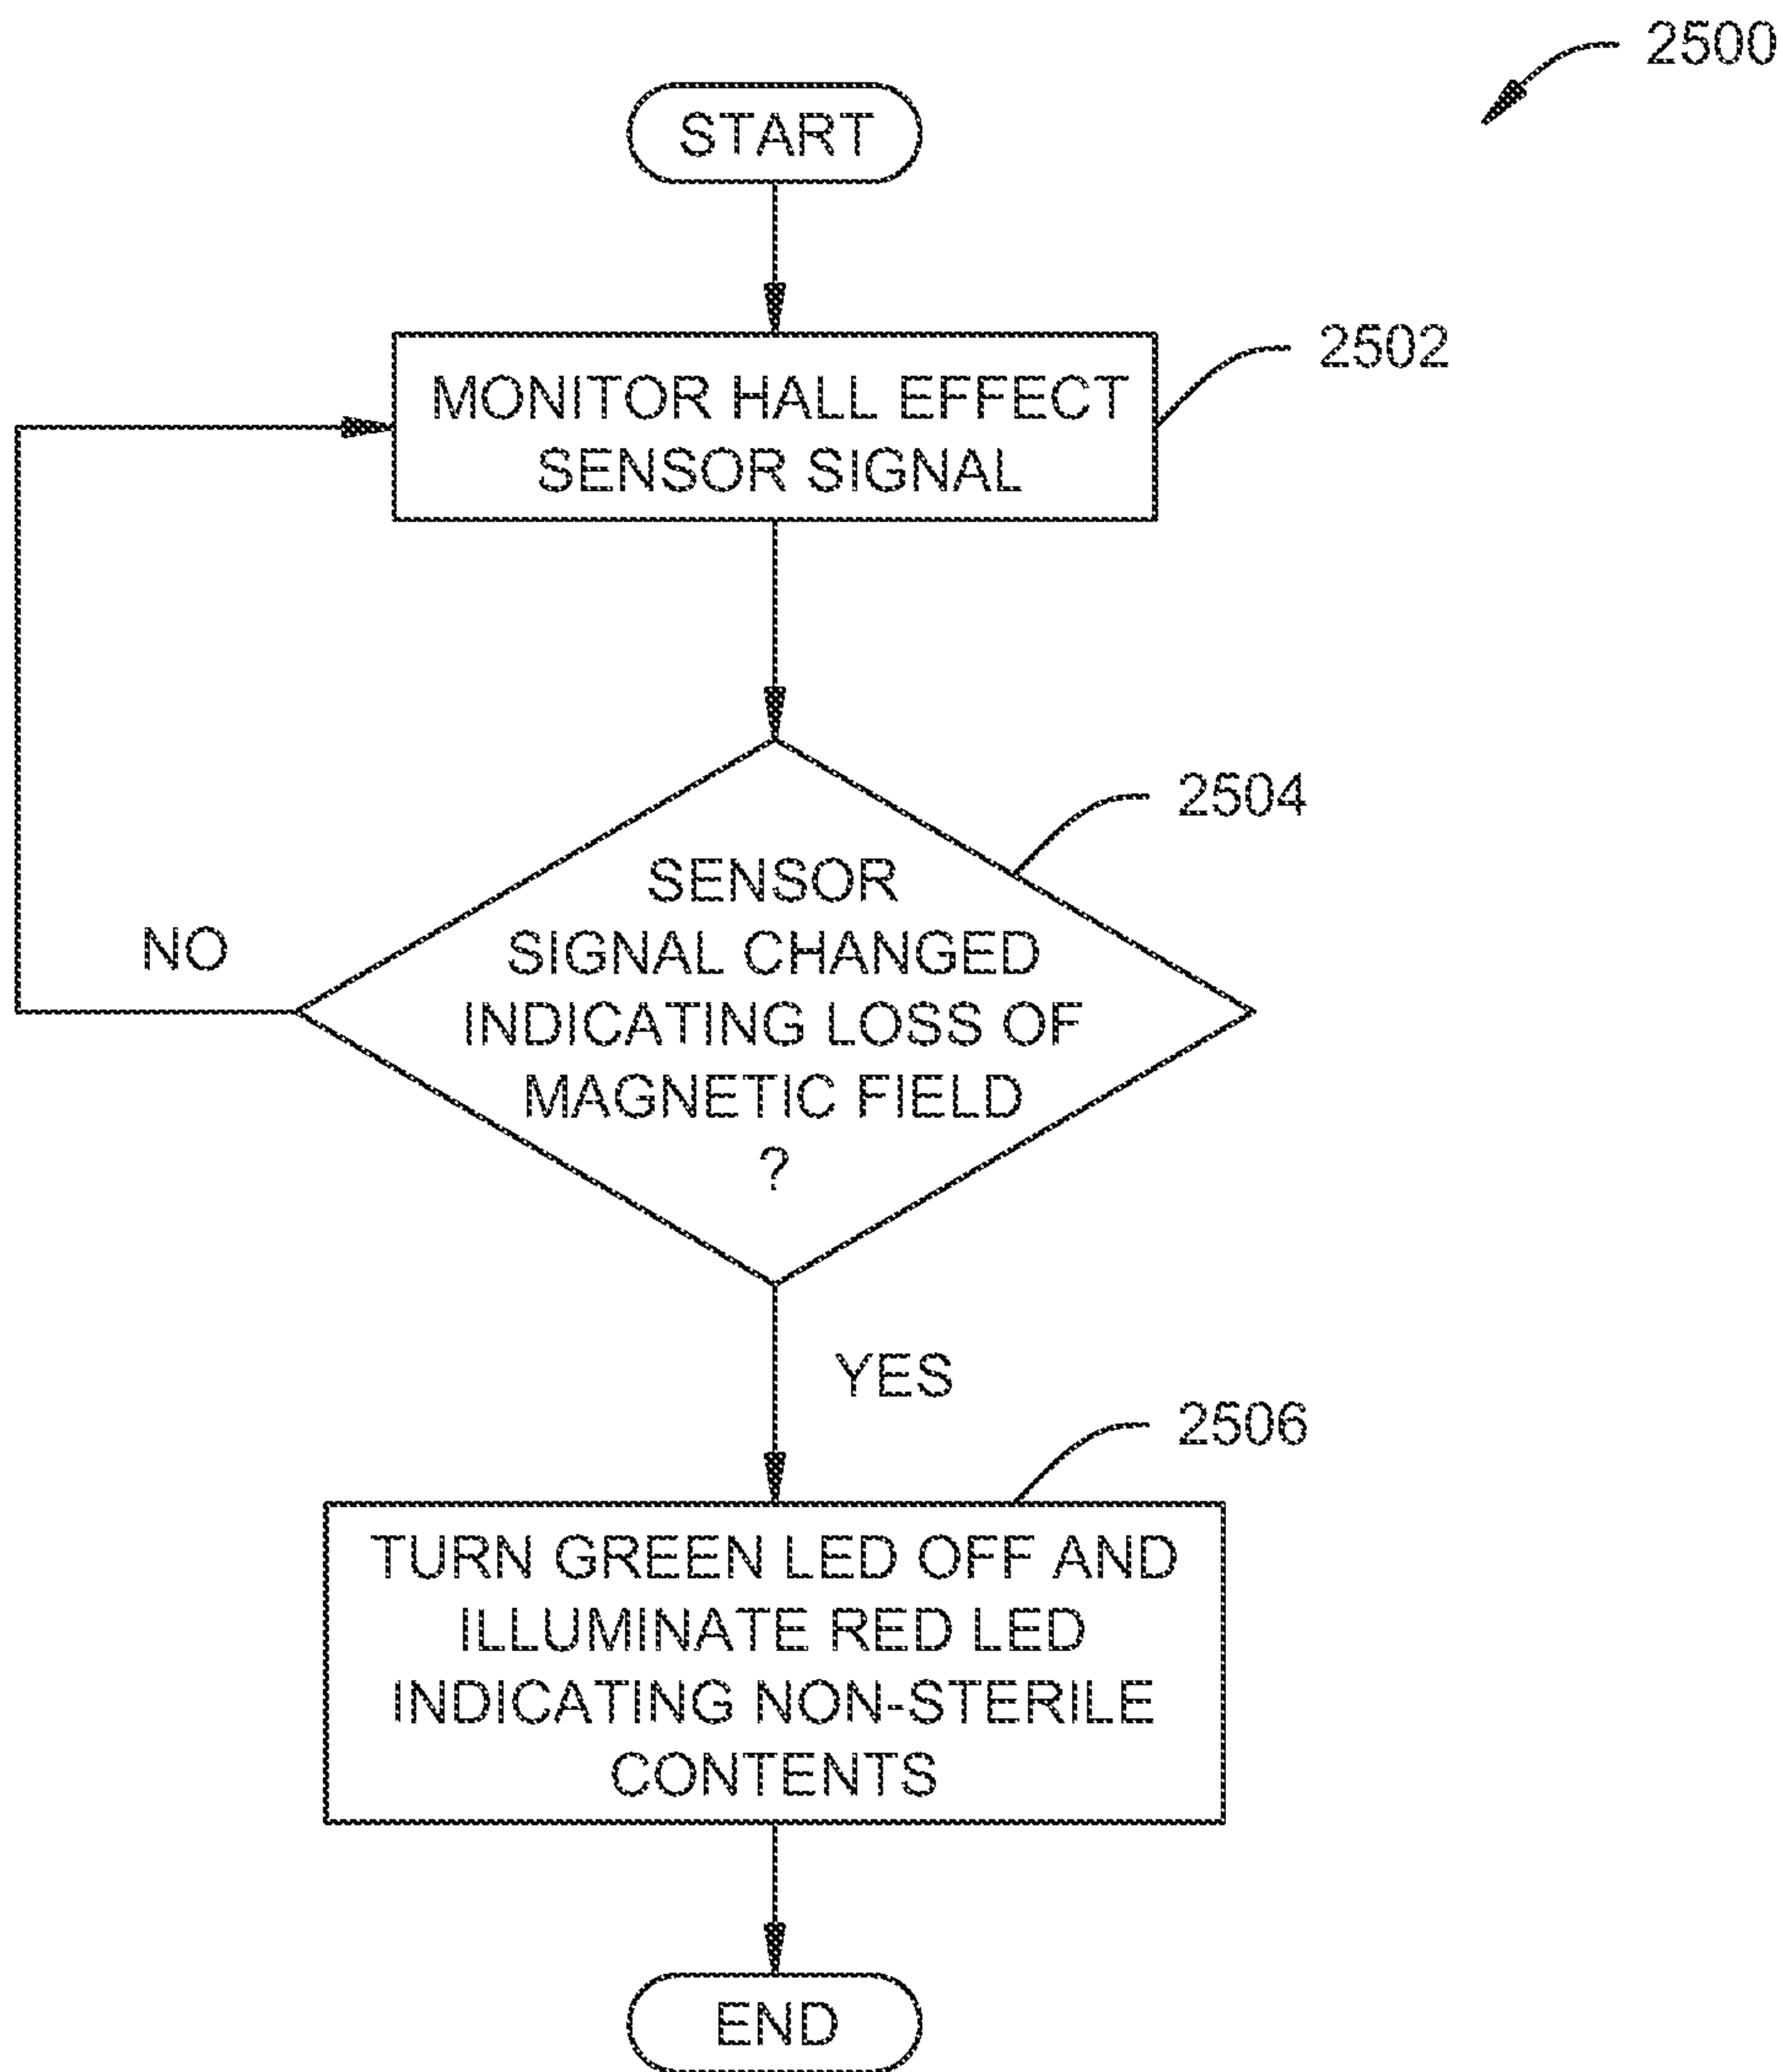 2500
START
MONITOR HALL EFFECT
SENSOR SIGNAL
2502
2504
SENSOR
SIGNAL CHANGED
INDICATING LOSS OF
MAGNETIC FIELD
?
NO
YES
2506
TURN GREEN LED OFF AND
ILLUMINATE RED LED
INDICATING NON-STERILE
CONTENTS
END